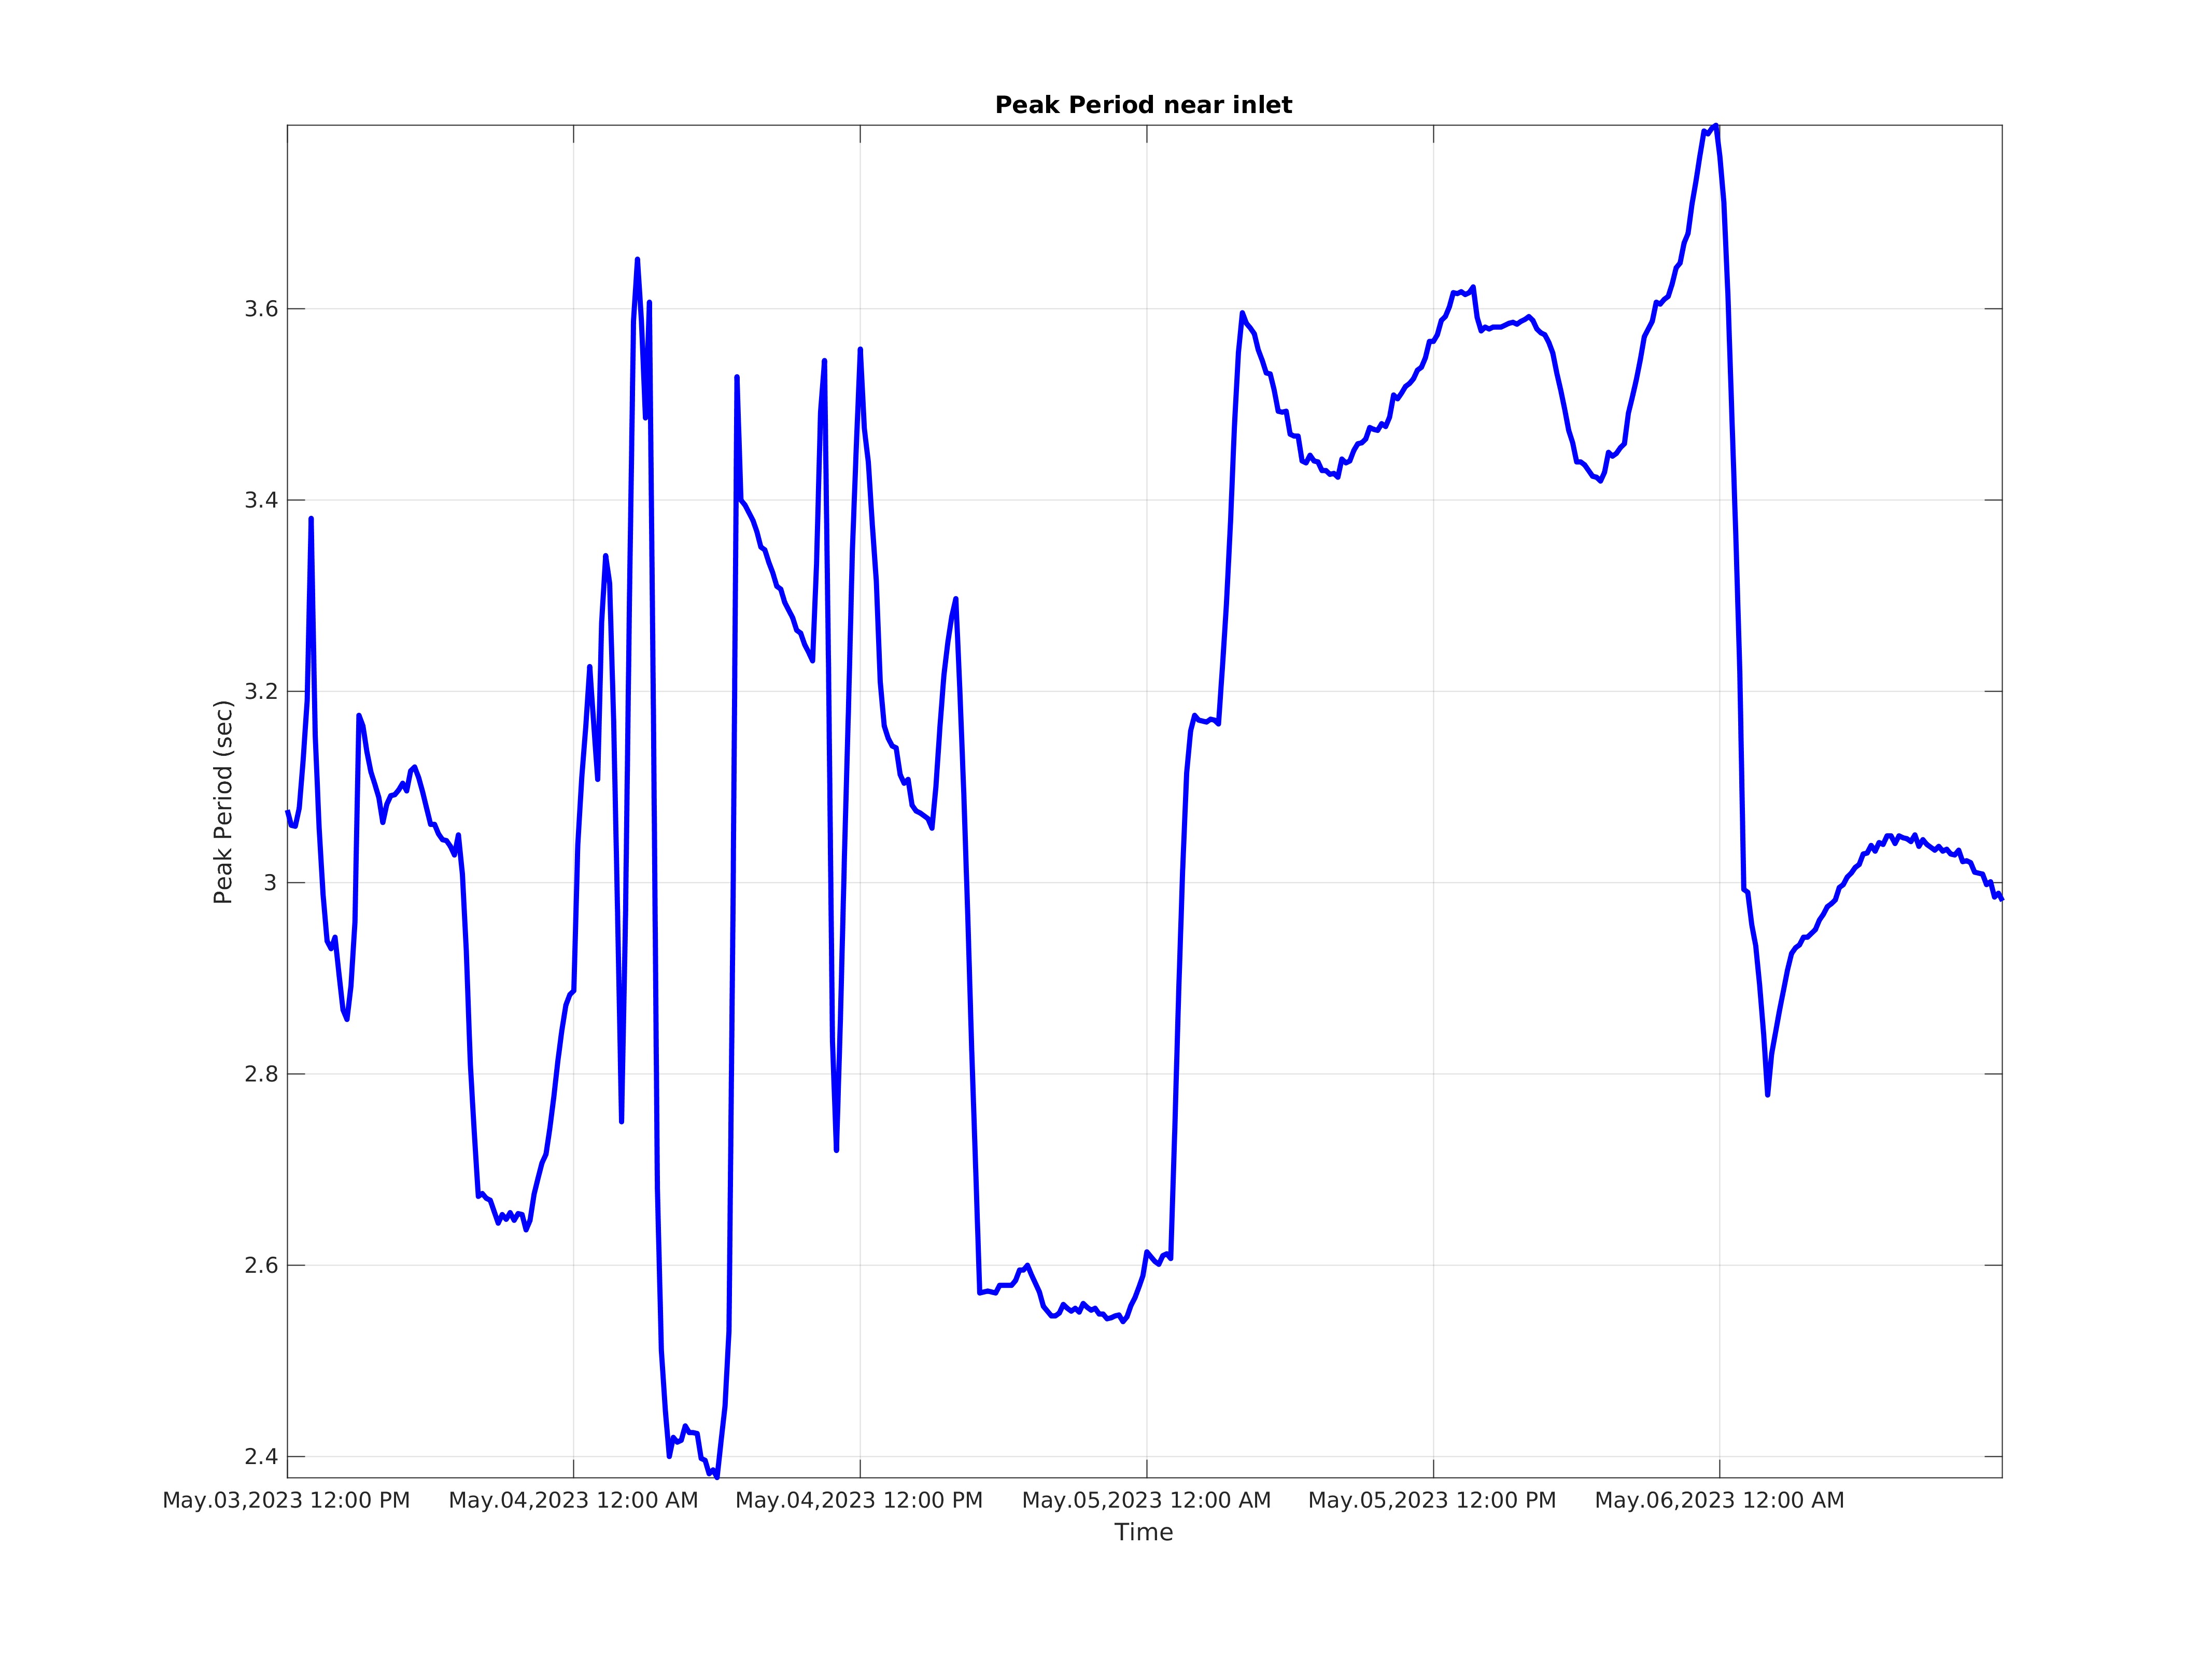 Peak Period near inlet
Peak Period (sec)
3.6
3.4
3.2
3
2.8
2.6
2.4
May.03,2023 12:00 PM
May.04,2023 12:00 AM
May.04,2023 12:00 PM
May.05,2023 12:00 AM
May.05,2023 12:00 PM
May.06,2023 12:00 AM
Time